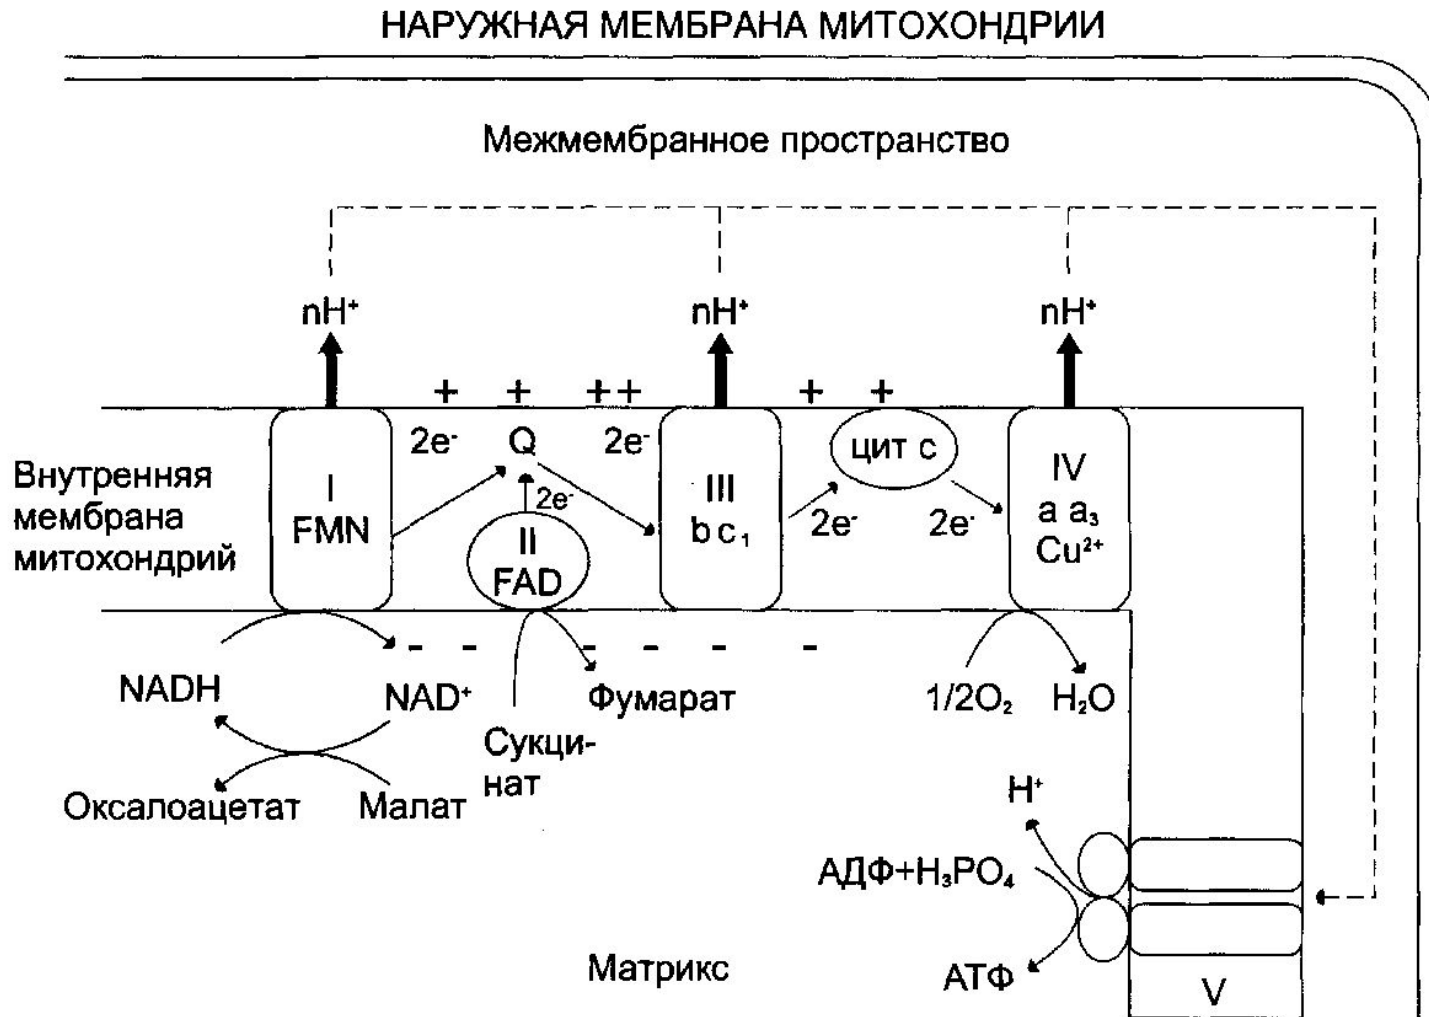 НАРУЖНАЯ МЕМБРАНА МИТОХОНДРИИ
Межмембранное пространство
nH⁺ nH⁺ nH⁺
+ + ++ + +
2e⁻ Q 2e⁻ цит c
Внутренняя
мембрана
митохондрий
I
FMN
2e⁻
II
FAD
III
b c₁
2e⁻ 2e⁻
IV
a a₃
Cu²⁺
- - - - - -
NADH NAD⁺
Сукци-
нат
Фумарат
1/2O₂ H₂O
Оксалоацетат Малат
H⁺
АДФ+H₃PO₄
АТФ
Матрикс
V